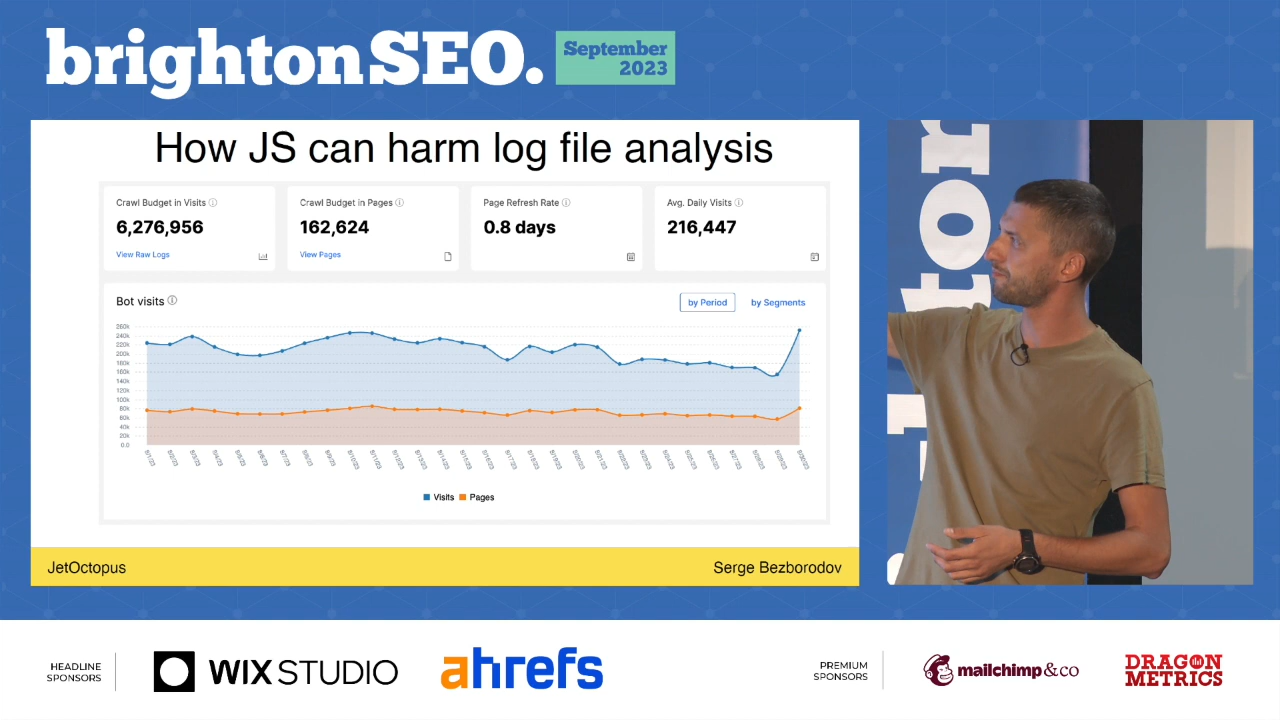 brightonSEO.
September
2023
How JS can harm log file analysis
Crawl Budget in Visits
6,276,956
View Raw Logs
Crawl Budget in Pages
162,624
View Pages
Page Refresh Rate
0.8 days
Avg. Daily Visits
216,447
Bot visits
by Period
by Segments
260k
240k
220k
200k
180k
160k
140k
120k
100k
80k
60k
40k
20k
0.0
Visits
Pages
JetOctopus
Serge Bezborodov
HEADLINE
SPONSORS
WIX STUDIO
ahrefs
PREMIUM
SPONSORS
mailchimp&co
DRAGON
METRICS